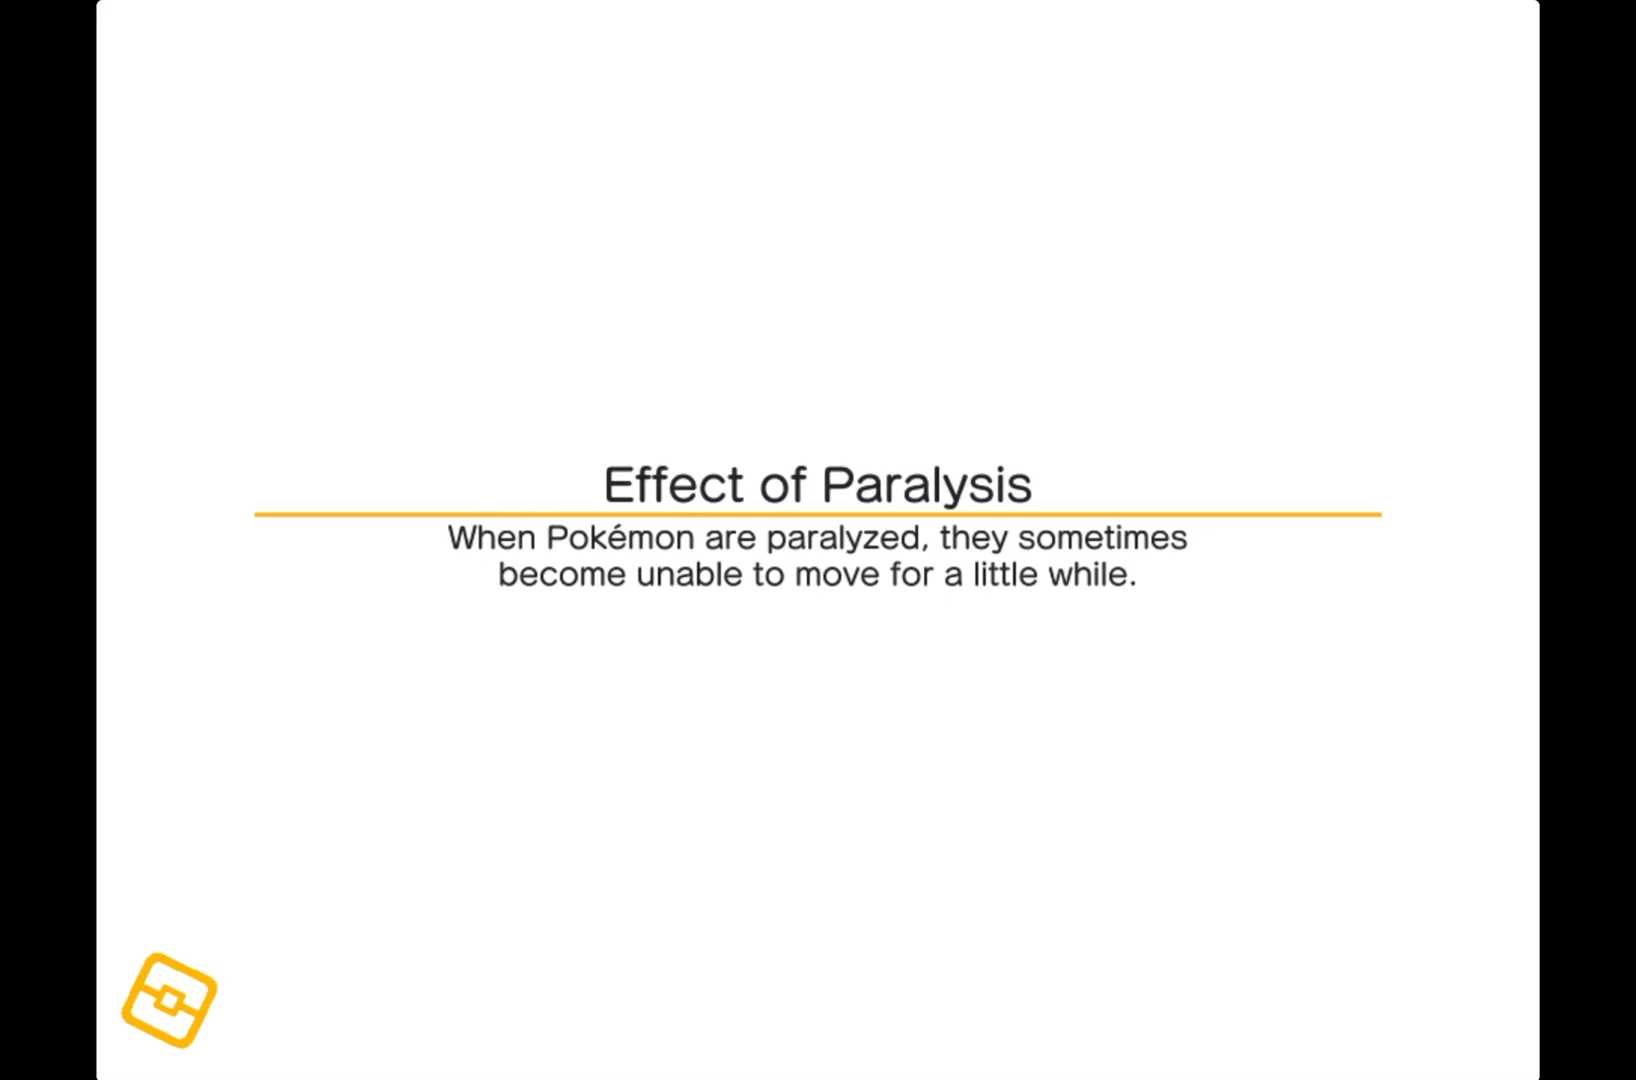 Effect of Paralysis
When Pokémon are paralyzed, they sometimes
become unable to move for a little while.